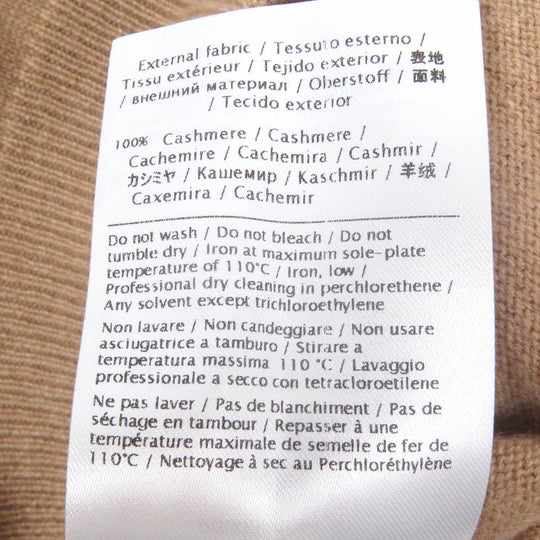 External fabric / Tessuto esterno /
Tissu extérieur / Tejido exterior / 表地
/ внешний материал / Oberstoff / 面料
/ Tecido exterior
100% Cashmere / Cashmere /
Cachemire / Cachemira / Cashmir /
カシミヤ / Кашемир / Kaschmir / 羊绒 /
Caxemira / Cachemir
Do not wash / Do not bleach / Do not
tumble dry / Iron at maximum sole-plate
temperature of 110°C / Iron, low /
Professional dry cleaning in perchlorethene /
Any solvent except trichloroethylene
Non lavare / Non candeggiare / Non usare
asciugatrice a tamburo / Stirare a
temperatura massima 110 °C / Lavaggio
professionale a secco con tetracloroetilene
Ne pas laver / Pas de blanchiment / Pas de
séchage en tambour / Repasser à une
température maximale de semelle de fer de
110°C / Nettoyage à sec au Perchloréthylène